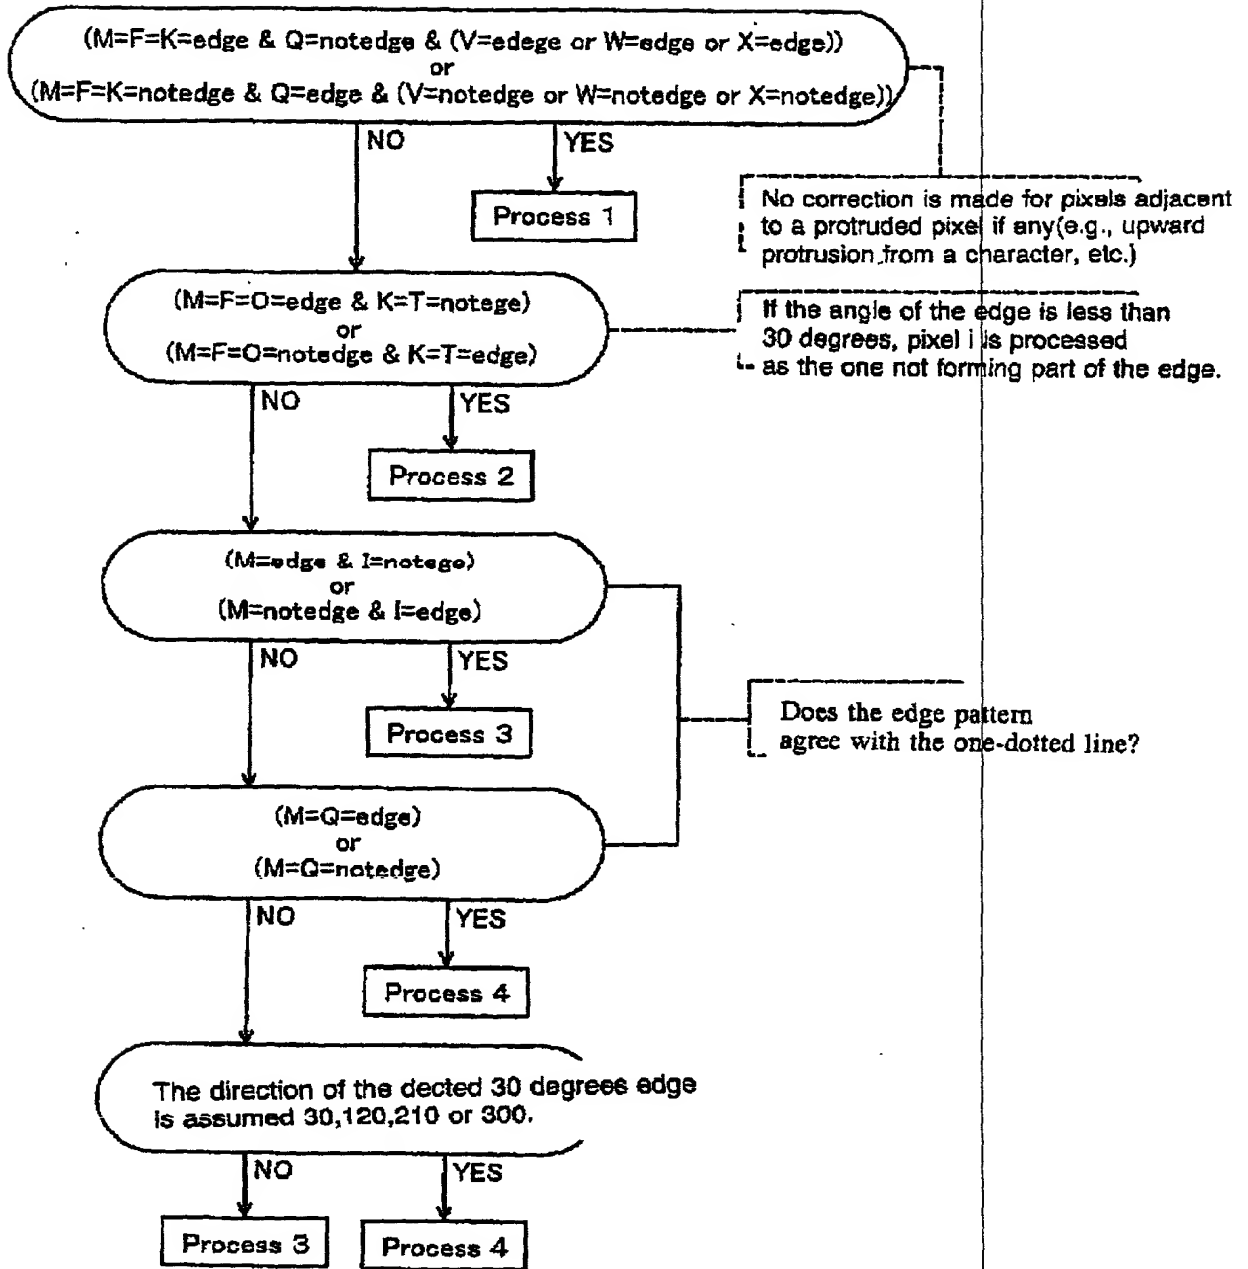 (M=F=K=edge & Q=notedge & (V=edege or W=edge or X=edge))
or
(M=F=K=notedge & Q=edge & (V=notedge or W=notedge or X=notedge))
NO
YES
Process 1
No correction is made for pixels adjacent
to a protruded pixel if any(e.g., upward
protrusion from a character, etc.)
(M=F=O=edge & K=T=notege)
or
(M=F=O=notedge & K=T=edge)
If the angle of the edge is less than
30 degrees, pixel i is processed
as the one not forming part of the edge.
NO
YES
Process 2
(M=edge & I=notege)
or
(M=notedge & I=edge)
NO
YES
Process 3
Does the edge pattern
agree with the one-dotted line?
(M=Q=edge)
or
(M=Q=notedge)
NO
YES
Process 4
The direction of the dected 30 degrees edge
is assumed 30,120,210 or 300.
NO
YES
Process 3
Process 4